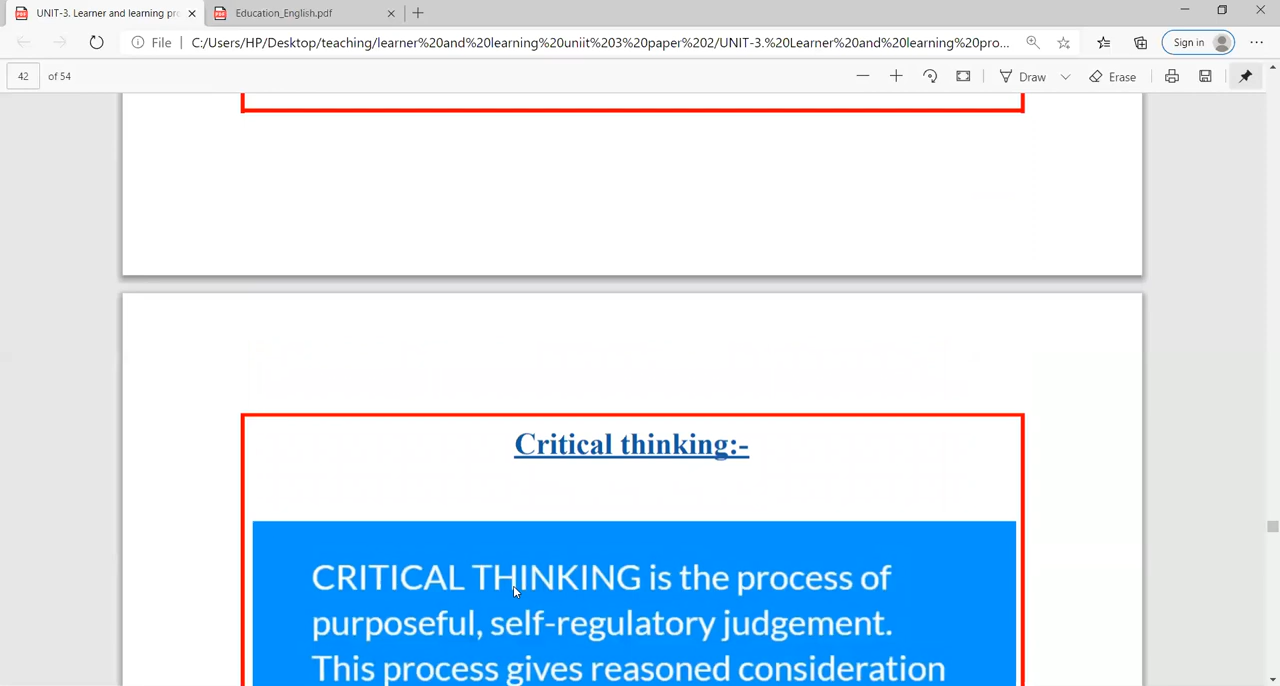 UNIT-3. Learner and learning pro
Education_English.pdf
File
C:/Users/HP/Desktop/teaching/learner%20and%20learning%20uniit%203%20paper%202/UNIT-3.%20Learner%20and%20learning%20pro...
Sign in
42 of 54
Draw
Erase
Critical thinking:-
CRITICAL THINKING is the process of
purposeful, self-regulatory judgement.
This process gives reasoned consideration